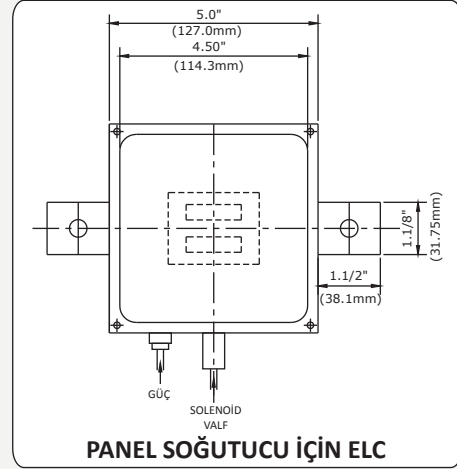 5.0"
(127.0mm)
4.50"
(114.3mm)
1.1/8"
(31.75mm)
1.1/2"
(38.1mm)
GÜÇ
SOLENOİD
VALF
PANEL SOĞUTUCU İÇİN ELC